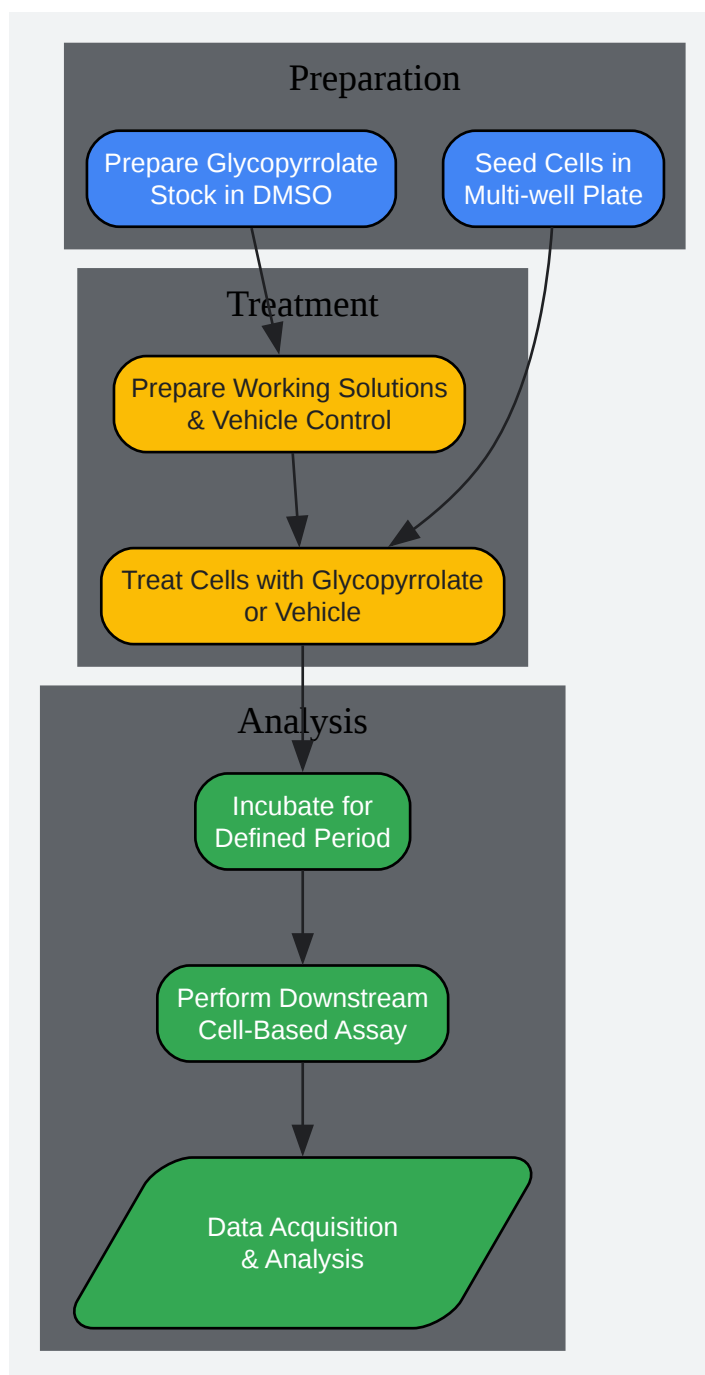 Preparation
Prepare Glycopyrrolate
Stock in DMSO
Seed Cells in
Multi-well Plate
Treatment
Prepare Working Solutions
& Vehicle Control
Treat Cells with Glycopyrrolate
or Vehicle
Analysis
Incubate for
Defined Period
Perform Downstream
Cell-Based Assay
Data Acquisition
& Analysis